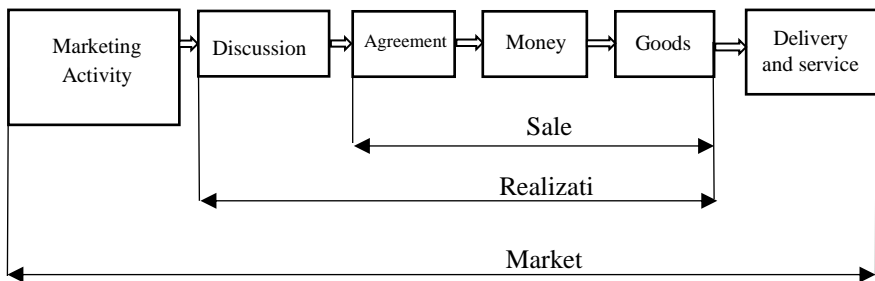 Marketing
Activity
Discussion
Agreement
Money
Goods
Delivery
and service
Sale
Realizati
Market